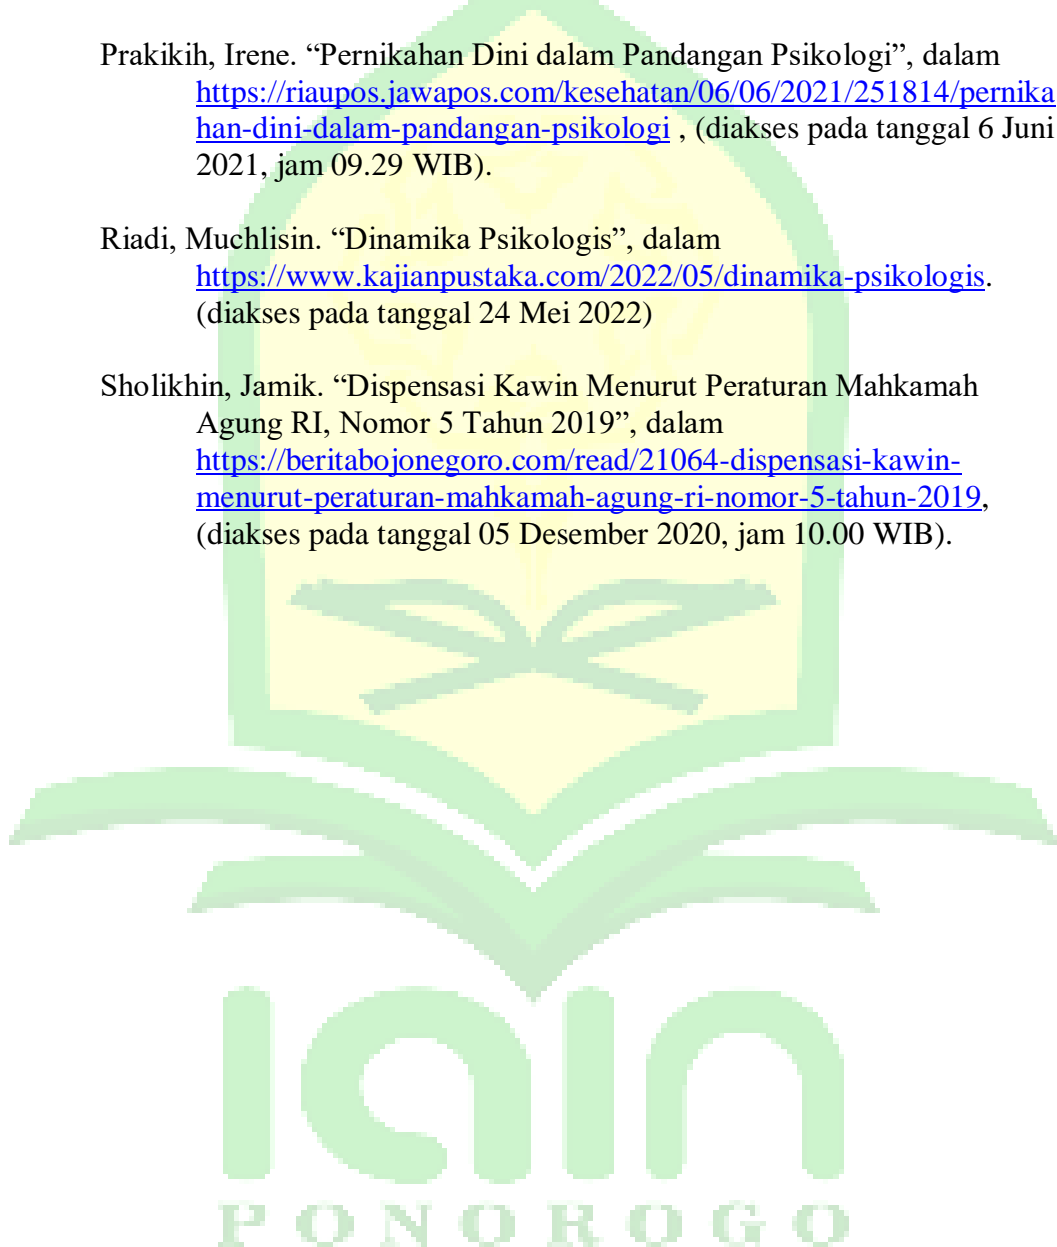 Prakikih, Irene. “Pernikahan Dini dalam Pandangan Psikologi”, dalam
https://riaupos.jawapos.com/kesehatan/06/06/2021/251814/pernika
han-dini-dalam-pandangan-psikologi , (diakses pada tanggal 6 Juni
2021, jam 09.29 WIB).
Riadi, Muchlisin. “Dinamika Psikologis”, dalam
https://www.kajianpustaka.com/2022/05/dinamika-psikologis.
(diakses pada tanggal 24 Mei 2022)
Sholikhin, Jamik. “Dispensasi Kawin Menurut Peraturan Mahkamah
Agung RI, Nomor 5 Tahun 2019”, dalam
https://beritabojonegoro.com/read/21064-dispensasi-kawin-
menurut-peraturan-mahkamah-agung-ri-nomor-5-tahun-2019,
(diakses pada tanggal 05 Desember 2020, jam 10.00 WIB).
iain
PONOROGO